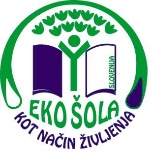 SLOVENIJA
EKO ŠOLA
KOT NAČIN ŽIVLJENJA